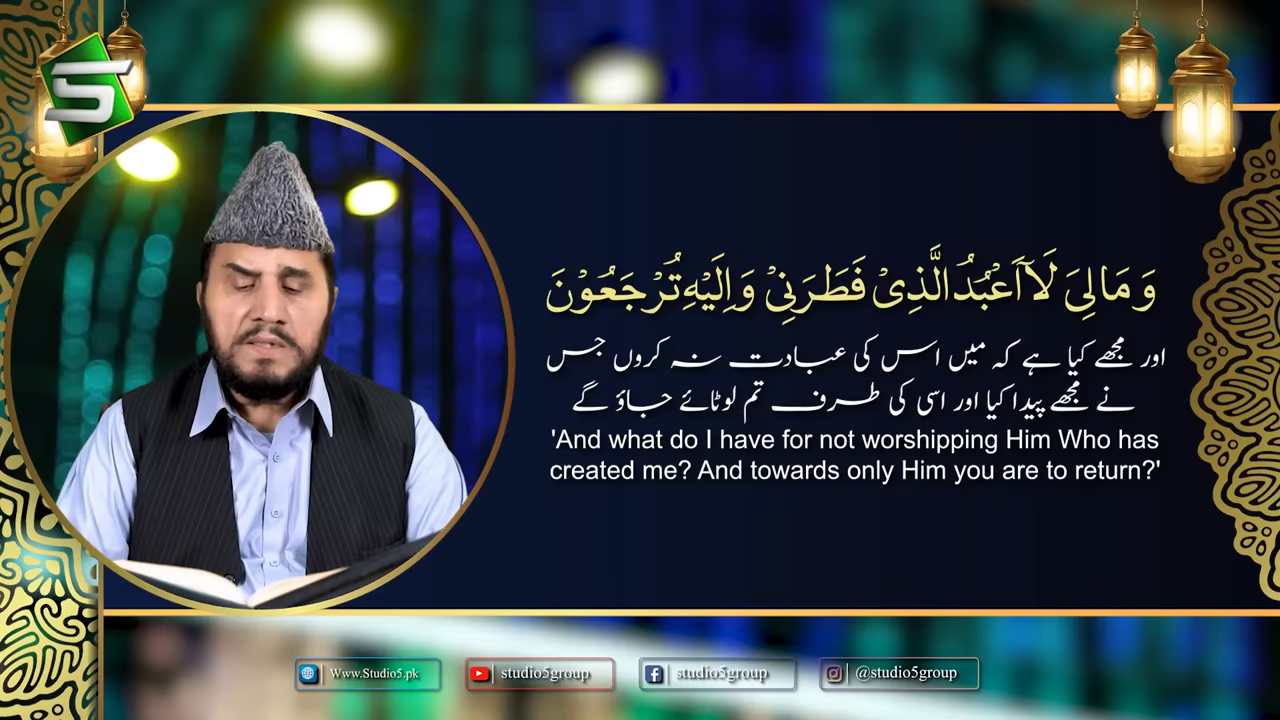 وَ مَا لِیَ لَاۤ اَعْبُدُ الَّذِیْ فَطَرَنِیْ وَ اِلَیْهِ تُرْجَعُوْنَ
اور مجھے کیا ہے کہ میں اس کی عبادت نہ کروں جس
نے مجھے پیدا کیا اور اسی کی طرف تم لوٹائے جاؤ گے
'And what do I have for not worshipping Him Who has
created me? And towards only Him you are to return?'
5
Www.Studio5.pk
studio5group
studio5group
@studio5group